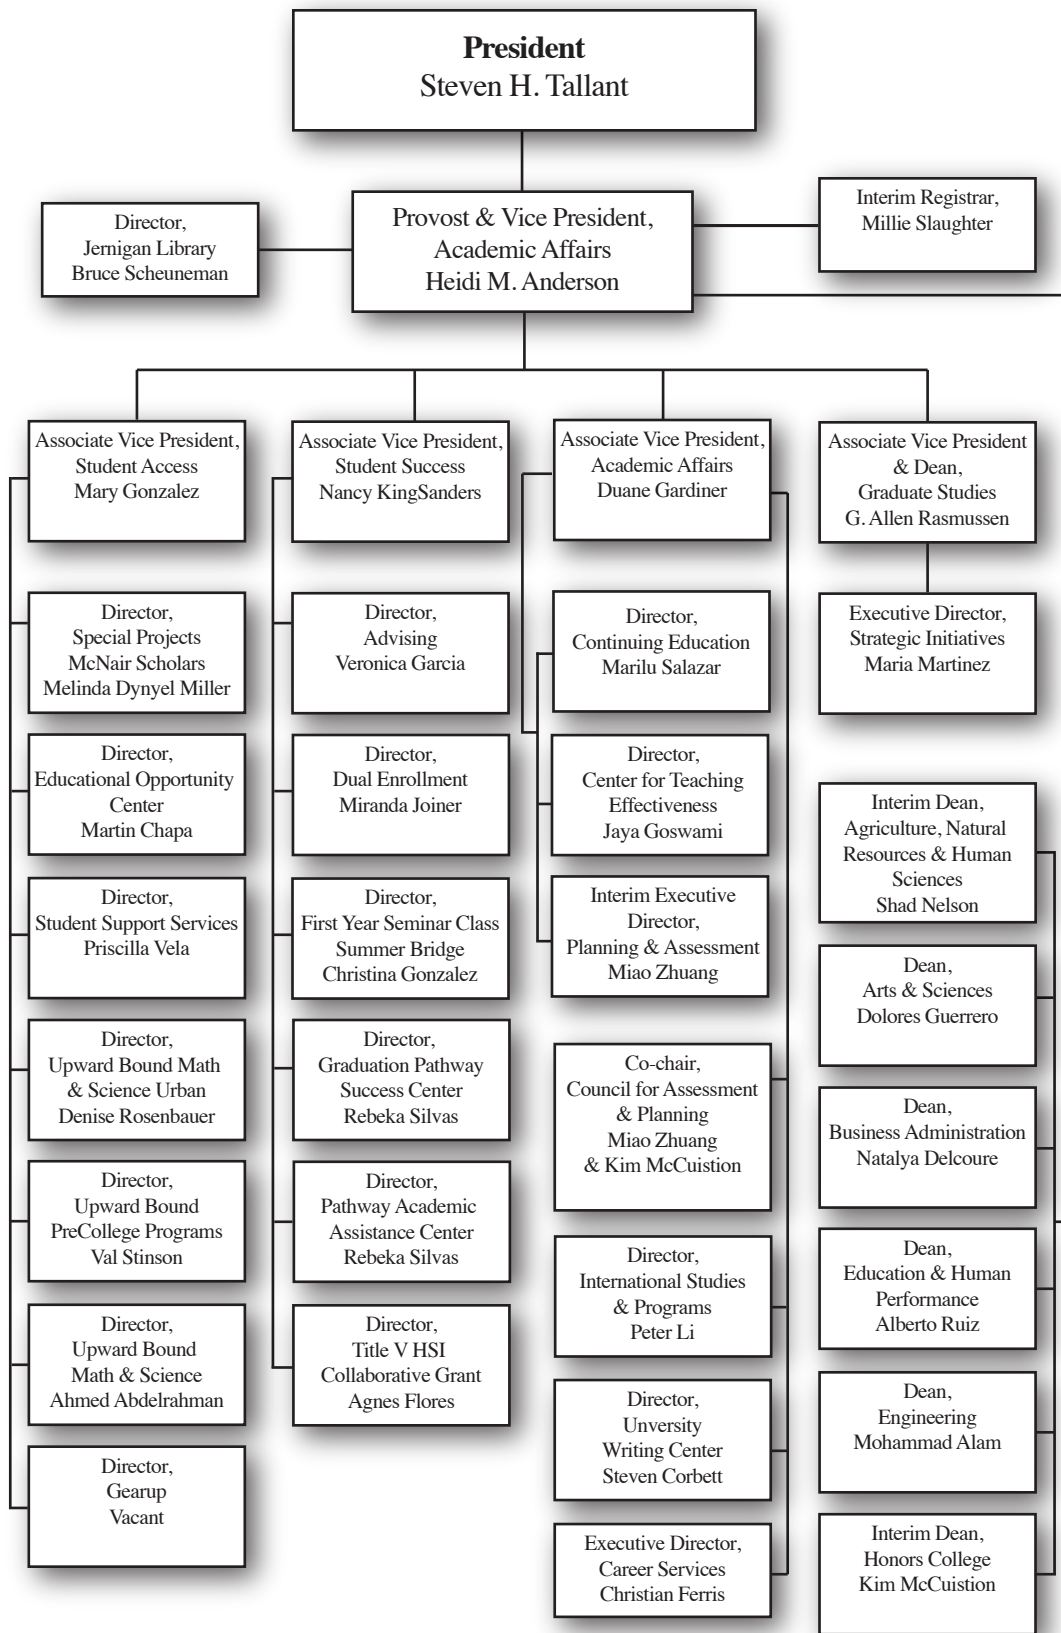 President
Steven H. Tallant
Provost & Vice President,
Academic Affairs
Heidi M. Anderson
Director,
Jernigan Library
Bruce Scheuneman
Interim Registrar,
Millie Slaughter
Associate Vice President,
Student Access
Mary Gonzalez
Director,
Special Projects
McNair Scholars
Melinda Dynyel Miller
Director,
Educational Opportunity
Center
Martin Chapa
Director,
Student Support Services
Priscilla Vela
Director,
Upward Bound Math
& Science Urban
Denise Rosenbauer
Director,
Upward Bound
PreCollege Programs
Val Stinson
Director,
Upward Bound
Math & Science
Ahmed Abdelrahman
Director,
Gearup
Vacant
Associate Vice President,
Student Success
Nancy KingSanders
Director,
Advising
Veronica Garcia
Director,
Dual Enrollment
Miranda Joiner
Director,
First Year Seminar Class
Summer Bridge
Christina Gonzalez
Director,
Graduation Pathway
Success Center
Rebeka Silvas
Director,
Pathway Academic
Assistance Center
Rebeka Silvas
Director,
Title V HSI
Collaborative Grant
Agnes Flores
Associate Vice President,
Academic Affairs
Duane Gardiner
Director,
Continuing Education
Marilu Salazar
Director,
Center for Teaching
Effectiveness
Jaya Goswami
Interim Executive
Director,
Planning & Assessment
Miao Zhuang
Co-chair,
Council for Assessment
& Planning
Miao Zhuang
& Kim McCuistion
Director,
International Studies
& Programs
Peter Li
Director,
Unversity
Writing Center
Steven Corbett
Executive Director,
Career Services
Christian Ferris
Associate Vice President
& Dean,
Graduate Studies
G. Allen Rasmussen
Executive Director,
Strategic Initiatives
Maria Martinez
Interim Dean,
Agriculture, Natural
Resources & Human
Sciences
Shad Nelson
Dean,
Arts & Sciences
Dolores Guerrero
Dean,
Business Administration
Natalya Delcoure
Dean,
Education & Human
Performance
Alberto Ruiz
Dean,
Engineering
Mohammad Alam
Interim Dean,
Honors College
Kim McCuistion